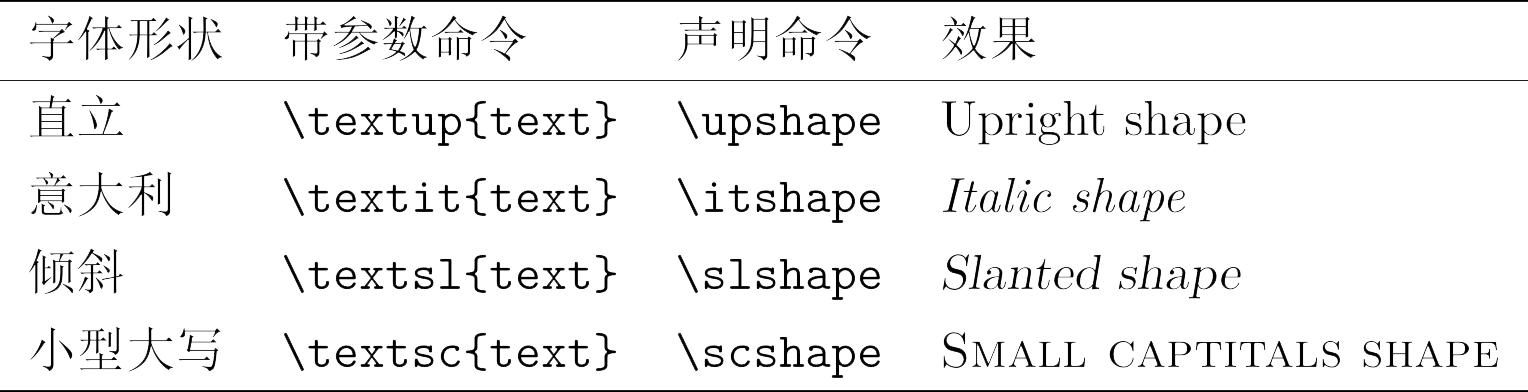 字体形状 带参数命令 声明命令 效果
直立 \textup{text} \upshape Upright shape
意大利 \textit{text} \itshape Italic shape
倾斜 \textsl{text} \slshape Slanted shape
小型大写 \textsc{text} \scshape SMALL CAPTITALS SHAPE